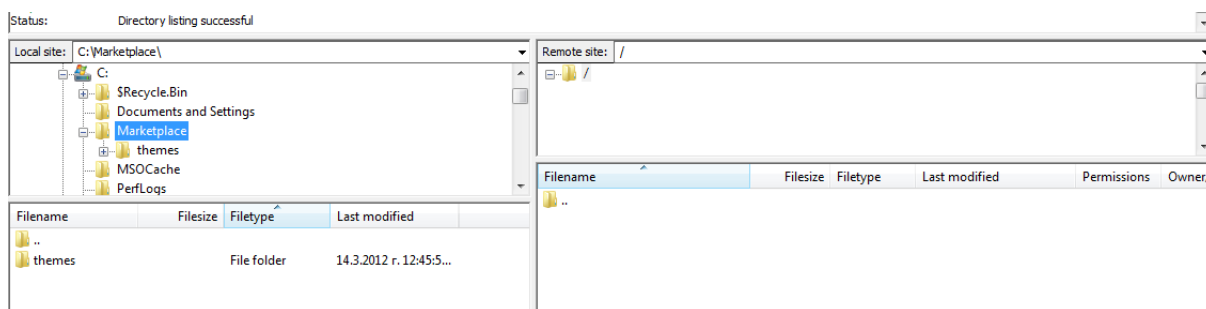 Status: Directory listing successful
Local site: C:\Marketplace\
C:
$Recycle.Bin
Documents and Settings
Marketplace
themes
MSOCache
PerfLogs
Filename Filesize Filetype Last modified
..
themes File folder 14.3.2012 г. 12:45:5...
Remote site: /
/
Filename Filesize Filetype Last modified Permissions Owner/
..